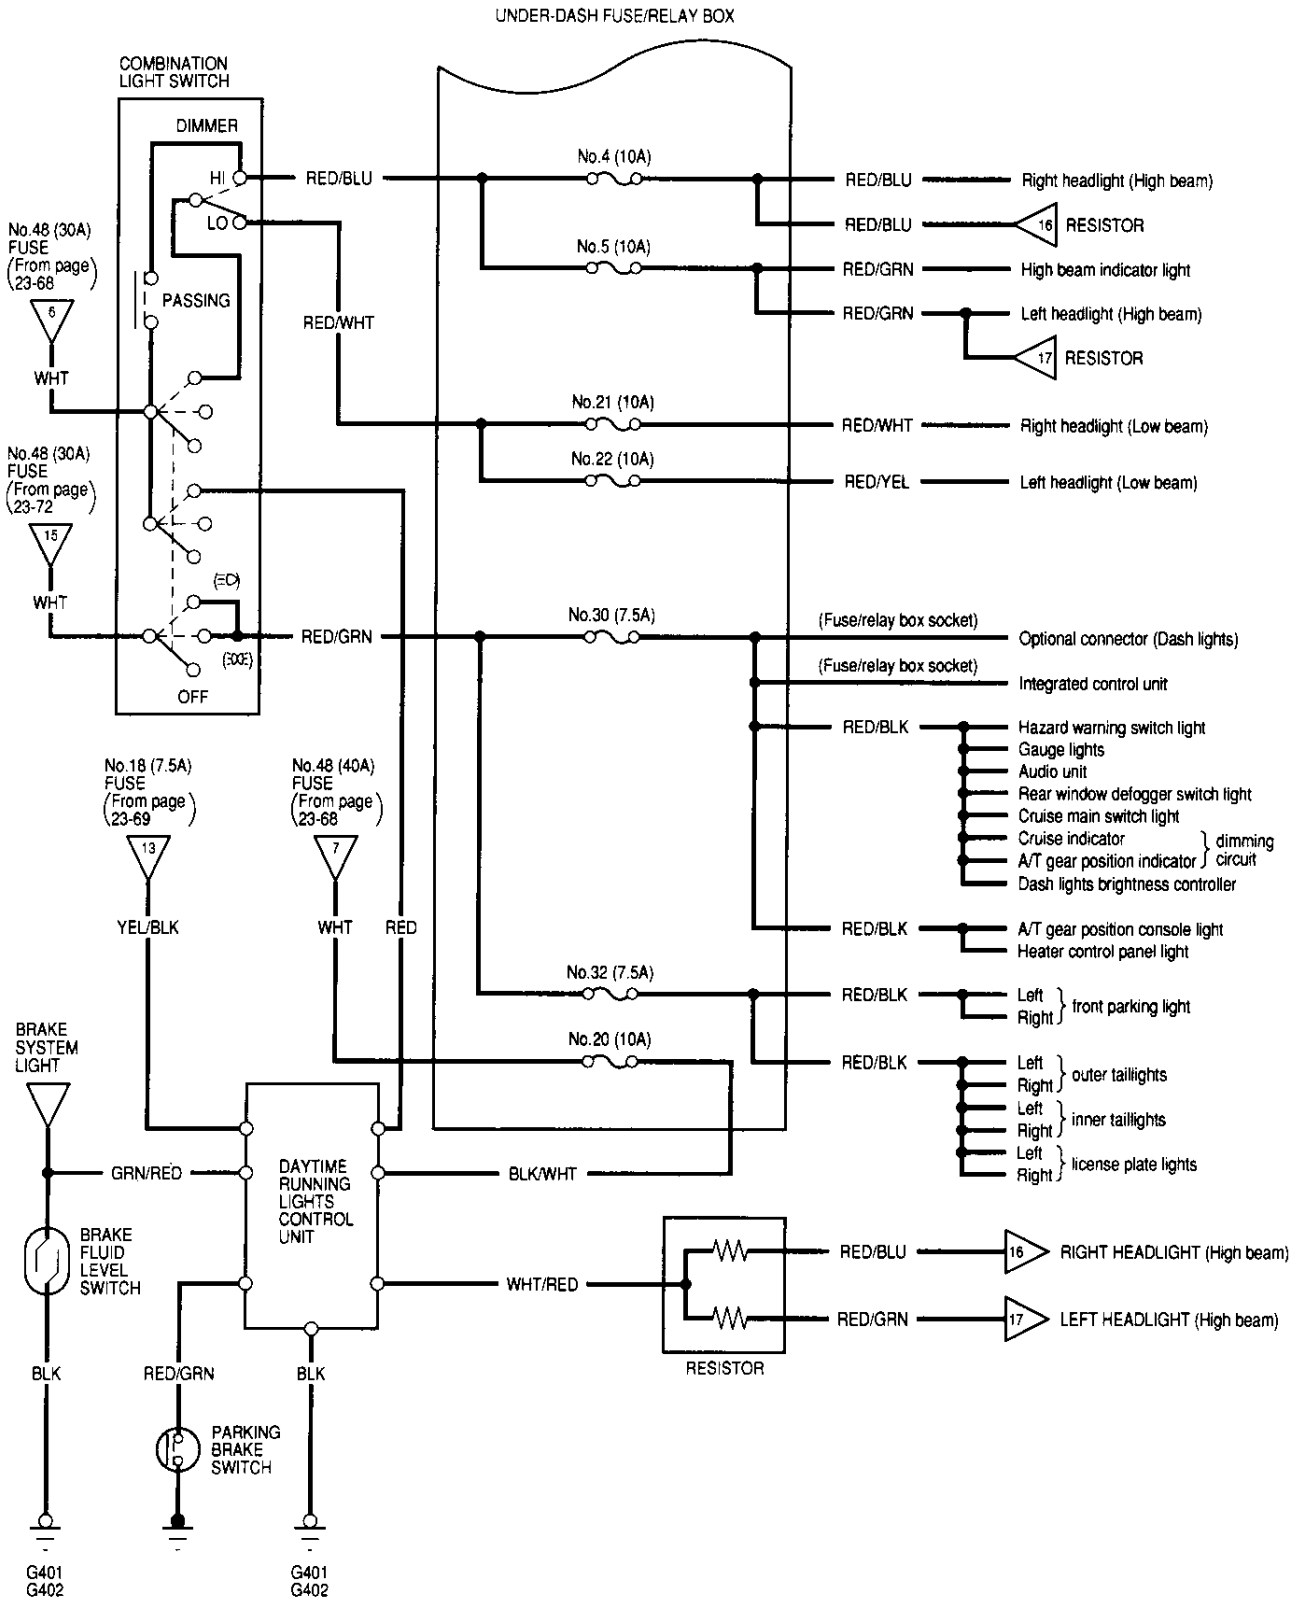 UNDER-DASH FUSE/RELAY BOX
COMBINATION
LIGHT SWITCH
DIMMER
HI
LO
PASSING
OFF
No.48 (30A)
FUSE
(From page
23-68)
6
WHT
No.48 (30A)
FUSE
(From page
23-72)
15
WHT
RED/BLU
RED/WHT
RED/GRN
No.4 (10A)
No.5 (10A)
No.21 (10A)
No.22 (10A)
No.30 (7.5A)
No.32 (7.5A)
No.20 (10A)
RED/BLU Right headlight (High beam)
RED/BLU 16 RESISTOR
RED/GRN High beam indicator light
RED/GRN Left headlight (High beam)
17 RESISTOR
RED/WHT Right headlight (Low beam)
RED/YEL Left headlight (Low beam)
(Fuse/relay box socket) Optional connector (Dash lights)
(Fuse/relay box socket) Integrated control unit
RED/BLK Hazard warning switch light
Gauge lights
Audio unit
Rear window defogger switch light
Cruise main switch light
Cruise indicator
A/T gear position indicator
dimming
circuit
Dash lights brightness controller
RED/BLK A/T gear position console light
Heater control panel light
RED/BLK Left
Right
front parking light
RED/BLK Left
Right
outer taillights
Left
Right
inner taillights
Left
Right
license plate lights
No.18 (7.5A)
FUSE
(From page
23-69)
13
YEL/BLK
No.48 (40A)
FUSE
(From page
23-68)
7
WHT
RED
BRAKE
SYSTEM
LIGHT
GRN/RED
DAYTIME
RUNNING
LIGHTS
CONTROL
UNIT
BLK/WHT
WHT/RED
BRAKE
FLUID
LEVEL
SWITCH
BLK
RED/GRN
BLK
PARKING
BRAKE
SWITCH
G401
G402
G401
G402
RESISTOR
RED/BLU 16 RIGHT HEADLIGHT (High beam)
RED/GRN 17 LEFT HEADLIGHT (High beam)